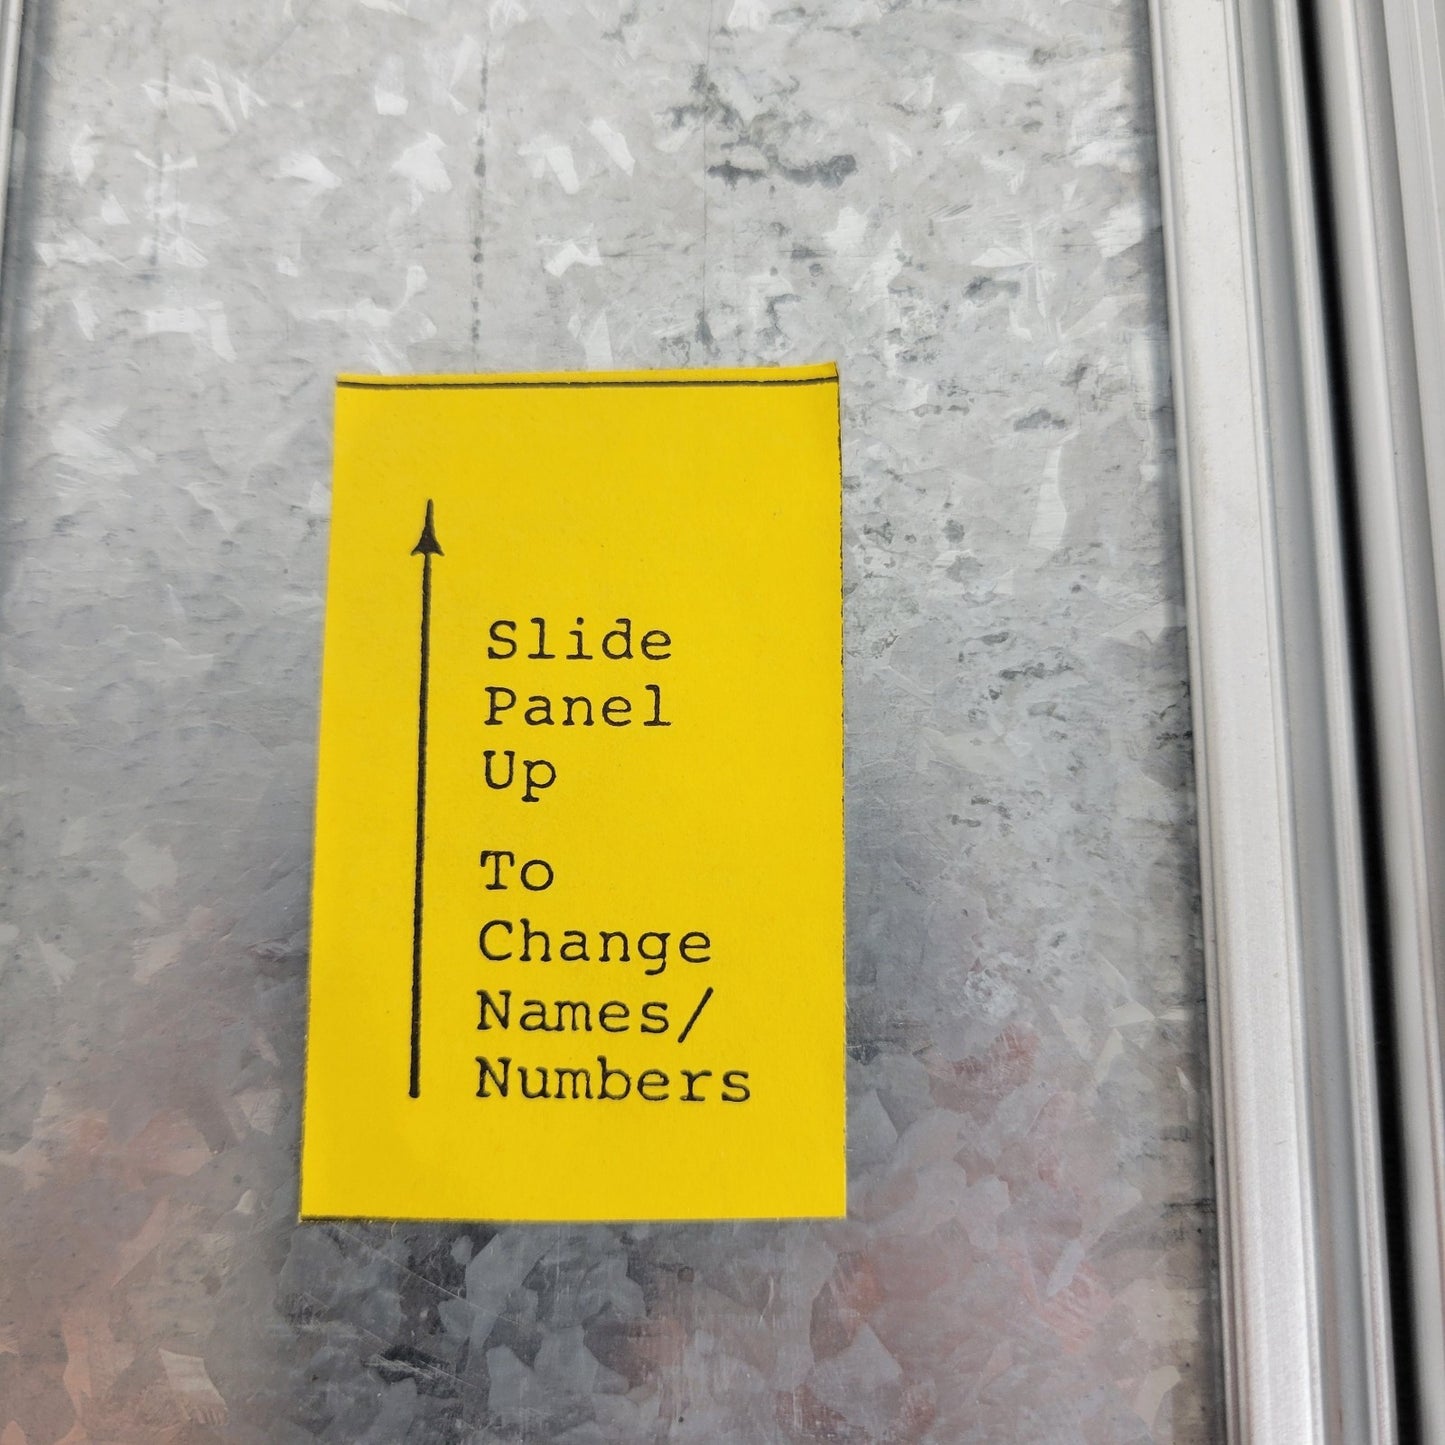 Slide
Panel
Up
To
Change
Names/
Numbers